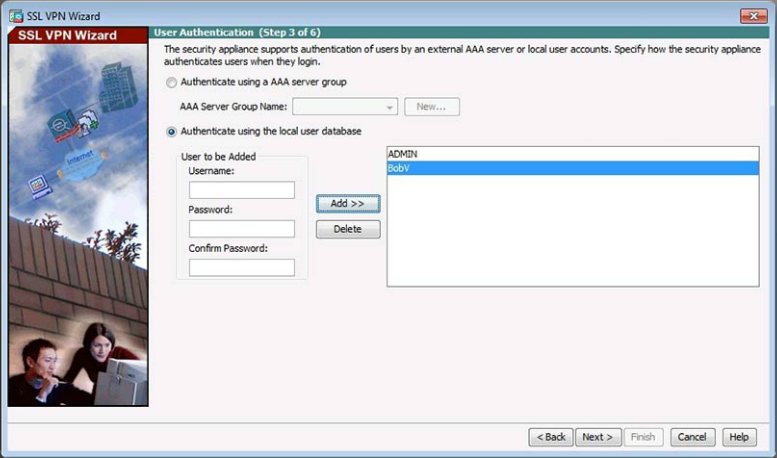 SSL VPN Wizard
SSL VPN Wizard
User Authentication (Step 3 of 6)
The security appliance supports authentication of users by an external AAA server or local user accounts. Specify how the security appliance
authenticates users when they login.
Authenticate using a AAA server group
AAA Server Group Name:
New...
Authenticate using the local user database
User to be Added
Username:
Password:
Confirm Password:
Add >>
Delete
ADMIN
BobV
Internet
< Back
Next >
Finish
Cancel
Help